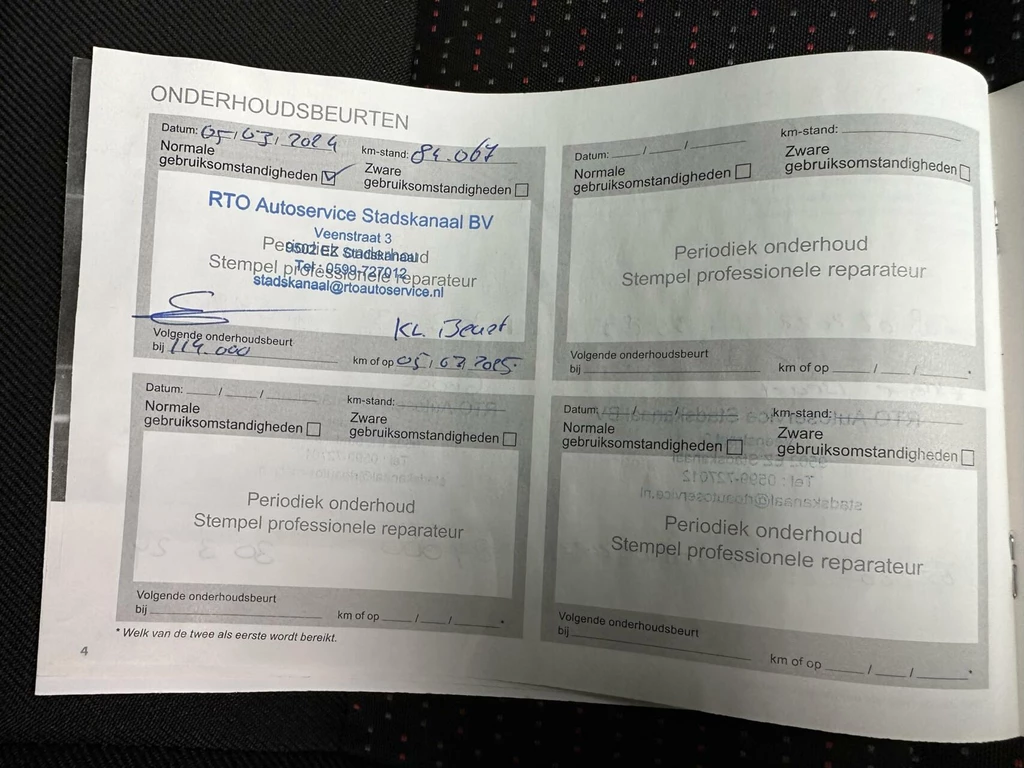 ONDERHOUDSBEURTEN
Datum: 05/03/2024 km-stand: 84.067
Normale gebruiksomstandigheden Zware gebruiksomstandigheden
RTO Autoservice Stadskanaal BV
Veenstraat 3
9502 EZ Stadskanaal
Tel : 0599-727012
stadskanaal@rtoautoservice.nl
Periodiek onderhoud
Stempel professionele reparateur
KL. Beurt
Volgende onderhoudsbeurt
bij 114.000 km of op 05/03/2025
Datum: / / km-stand:
Normale gebruiksomstandigheden Zware gebruiksomstandigheden
Periodiek onderhoud
Stempel professionele reparateur
Volgende onderhoudsbeurt
bij km of op / / *
Datum: / / km-stand:
Normale gebruiksomstandigheden Zware gebruiksomstandigheden
Periodiek onderhoud
Stempel professionele reparateur
Volgende onderhoudsbeurt
bij km of op / / *
Datum: / / km-stand:
Normale gebruiksomstandigheden Zware gebruiksomstandigheden
Periodiek onderhoud
Stempel professionele reparateur
Volgende onderhoudsbeurt
bij km of op / / *
* Welk van de twee als eerste wordt bereikt.
4